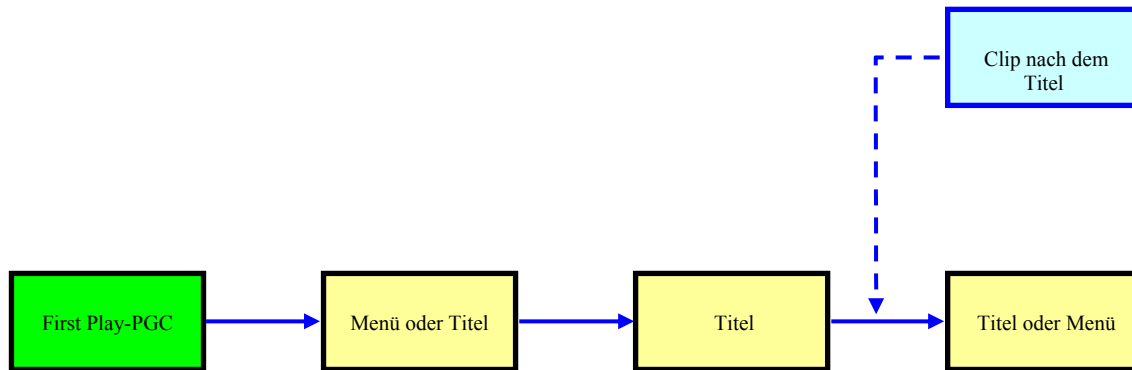 Clip nach dem
Titel
First Play-PGC
Menü oder Titel
Titel
Titel oder Menü